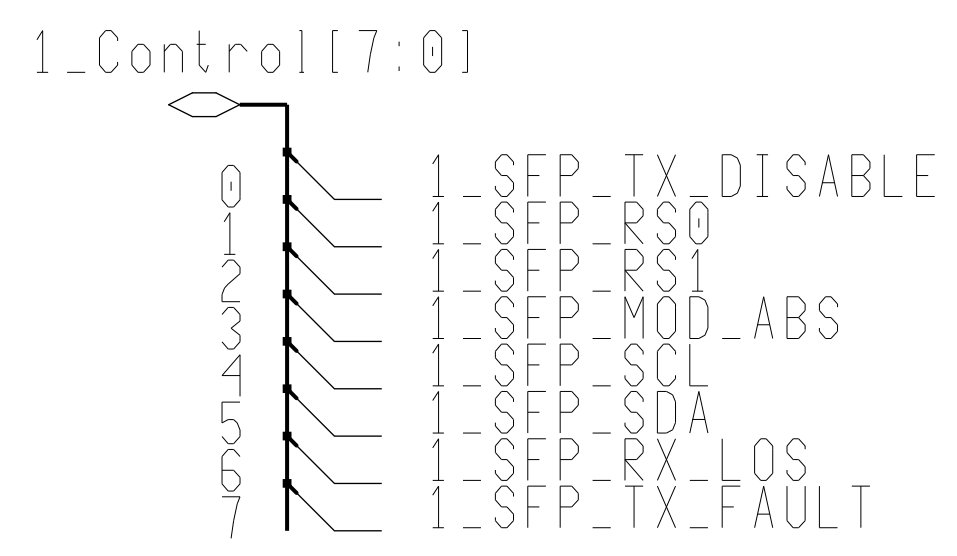 1_Control[7:0]
0 1_SFP_TX_DISABLE
1 1_SFP_RS0
2 1_SFP_RS1
3 1_SFP_MOD_ABS
4 1_SFP_SCL
5 1_SFP_SDA
6 1_SFP_RX_LOS
7 1_SFP_TX_FAULT